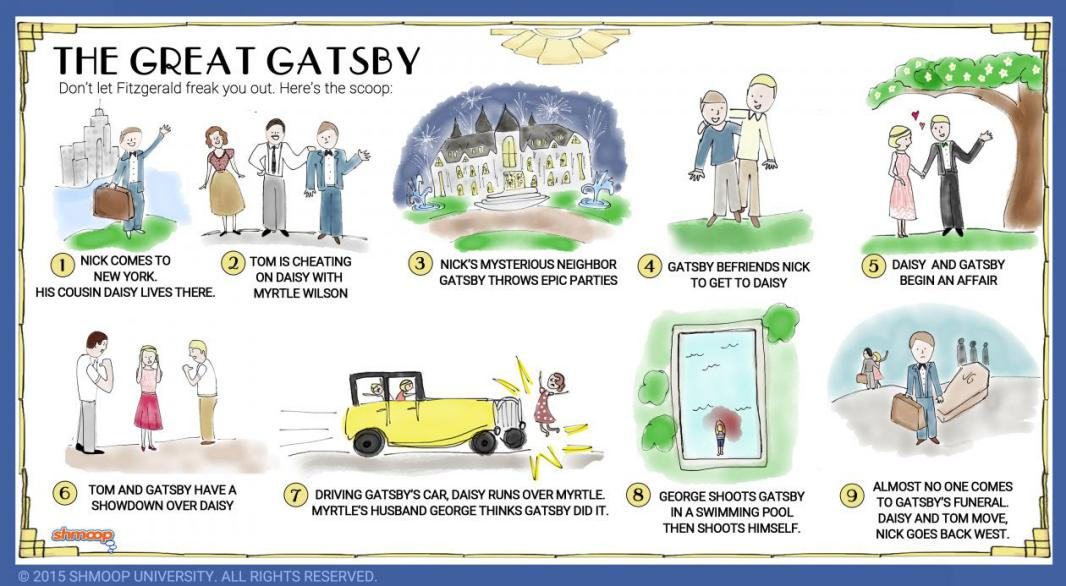 THE GREAT GATSBY
Don't let Fitzgerald freak you out. Here's the scoop:
1 NICK COMES TO
NEW YORK.
HIS COUSIN DAISY LIVES THERE.
2 TOM IS CHEATING
ON DAISY WITH
MYRTLE WILSON
3 NICK'S MYSTERIOUS NEIGHBOR
GATSBY THROWS EPIC PARTIES
4 GATSBY BEFRIENDS NICK
TO GET TO DAISY
5 DAISY AND GATSBY
BEGIN AN AFFAIR
6 TOM AND GATSBY HAVE A
SHOWDOWN OVER DAISY
7 DRIVING GATSBY'S CAR, DAISY RUNS OVER MYRTLE.
MYRTLE'S HUSBAND GEORGE THINKS GATSBY DID IT.
8 GEORGE SHOOTS GATSBY
IN A SWIMMING POOL
THEN SHOOTS HIMSELF.
9 ALMOST NO ONE COMES
TO GATSBY'S FUNERAL.
DAISY AND TOM MOVE,
NICK GOES BACK WEST.
shmoop
© 2015 SHMOOP UNIVERSITY. ALL RIGHTS RESERVED.